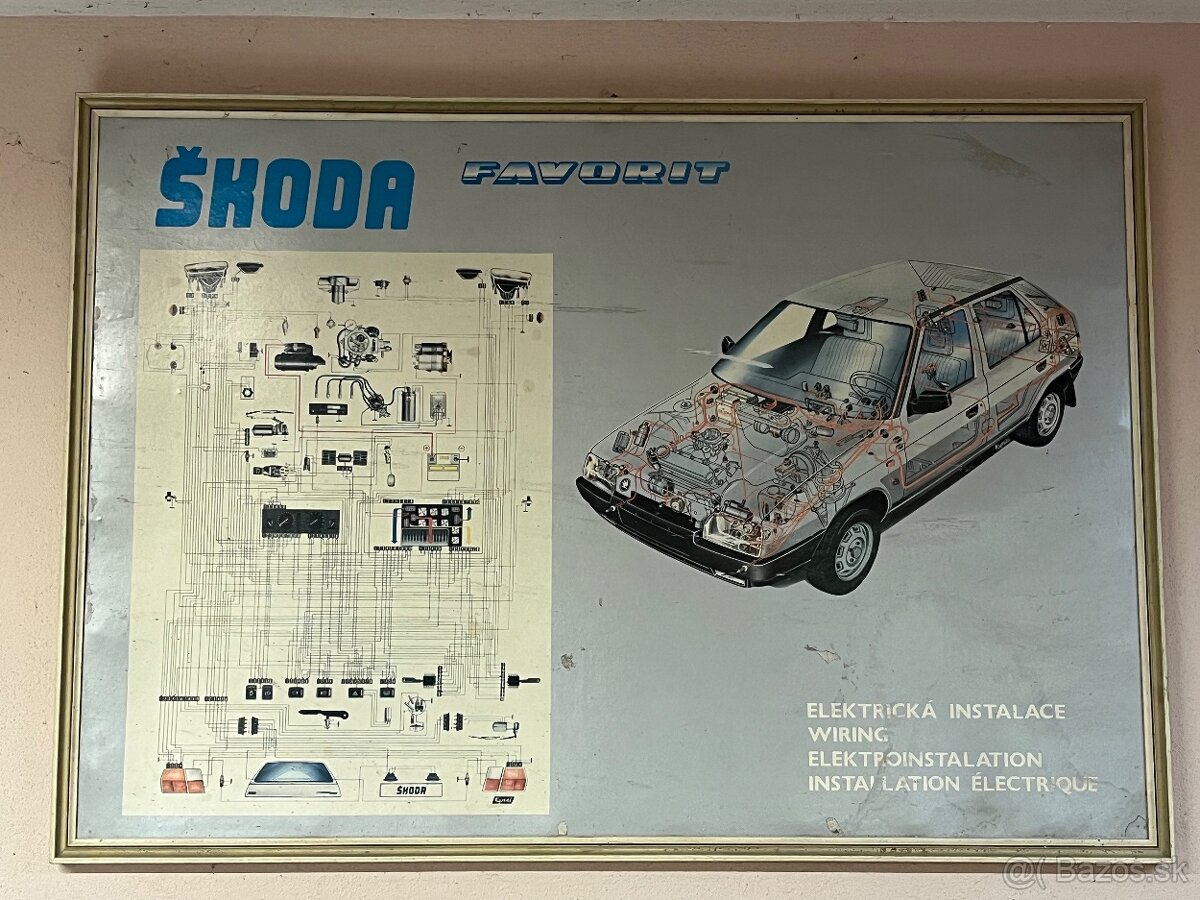 ŠKODA
FAVORIT
ŠKODA
ELEKTRICKÁ INSTALACE
WIRING
ELEKTROINSTALATION
INSTALLATION ÉLECTRIQUE
@( Bazos.sk